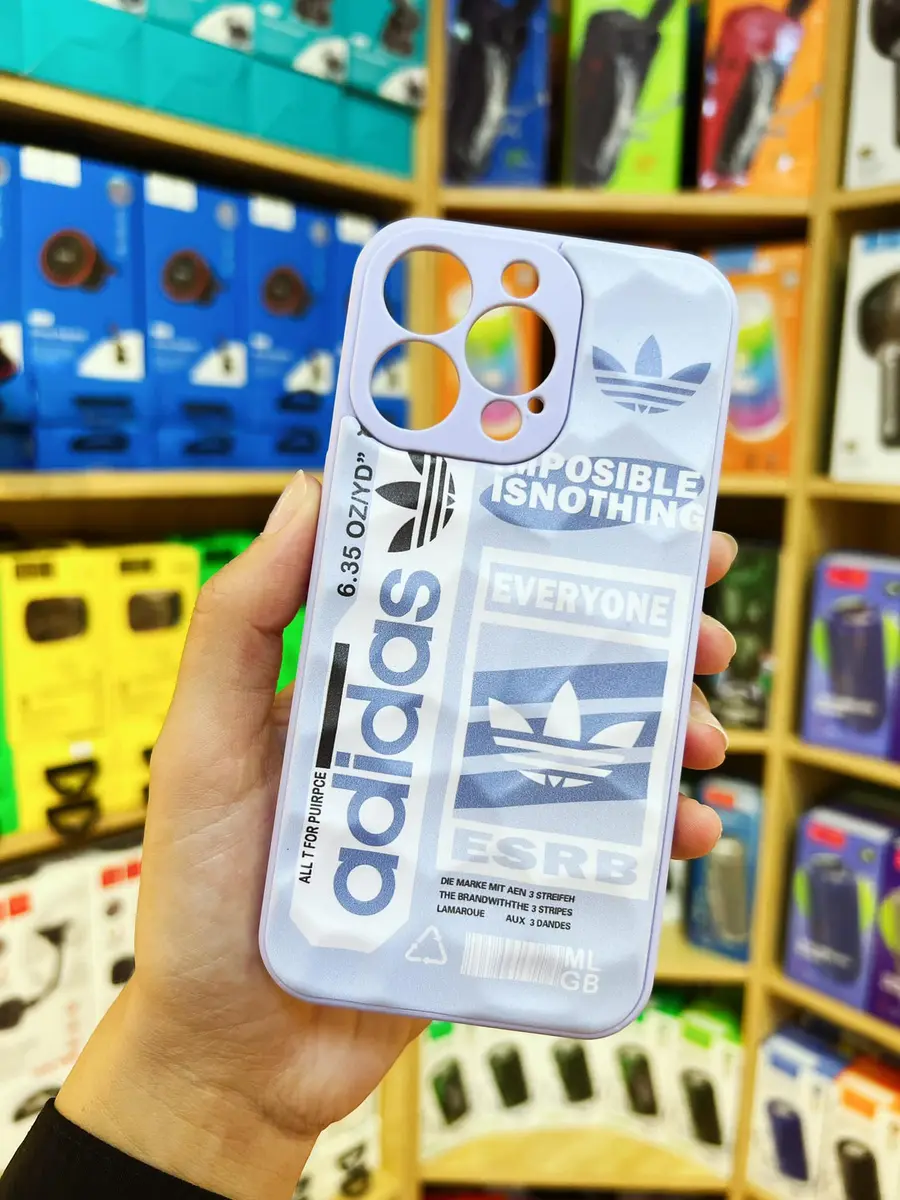 IMPOSIBLE
ISNOTHING
6.35 OZ/YD”
adidas
ALL T FOR PUIRPCE
EVERYONE
ESRB
DIE MARKE MIT AEN 3 STREIFEH
THE BRANDWITHTHE 3 STRIPES
LAMAROUE AUX 3 DANDES
ML
GB